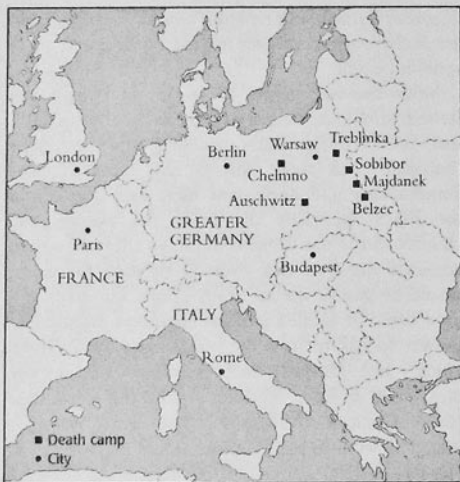 Treblinka
Warsaw
Berlin
London
Sobibor
Chelmno
Majdanek
Auschwitz
Belzec
GREATER
GERMANY
Paris
Budapest
FRANCE
ITALY
Rome
Death camp
City